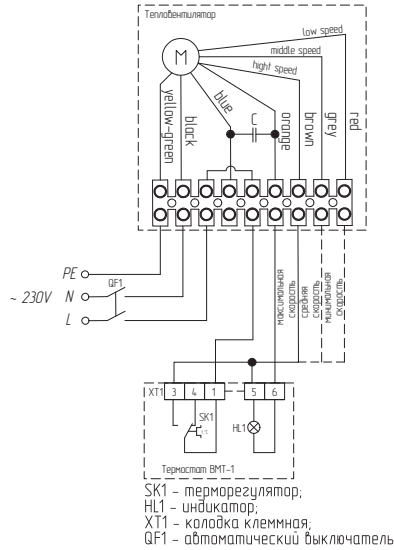 Тепловентилятор
low speed
middle speed
hight speed
M
yellow-green
black
blue
C
orange
brown
grey
red
PE
QF1
~ 230V
N
L
максимальная
скорость
средняя
скорость
минимальная
скорость
XT1
3
4
1
5
6
SK1
t°C
HL1
Термостат ВМТ-1
SK1 - терморегулятор;
HL1 - индикатор;
XT1 - колодка клеммная;
QF1 - автоматический выключатель